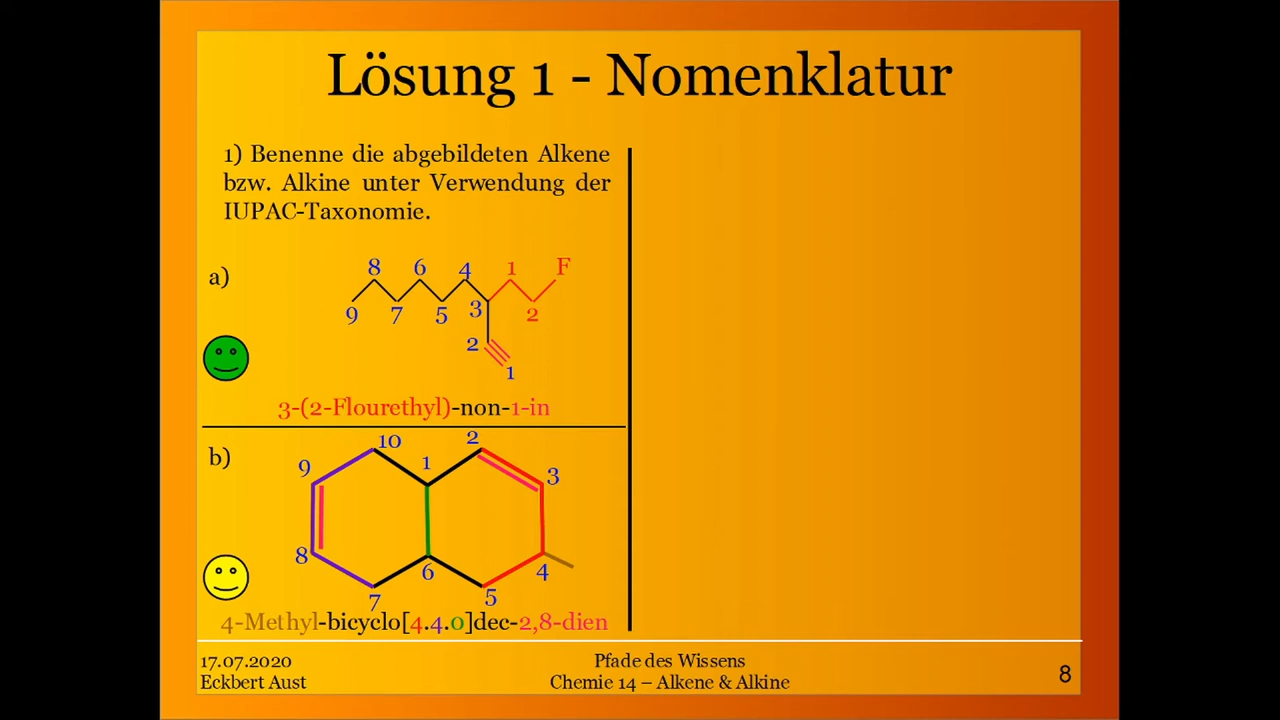 Lösung 1 - Nomenklatur
1) Benenne die abgebildeten Alkene
bzw. Alkine unter Verwendung der
IUPAC-Taxonomie.
a)
8 6 4 1 F
9 7 5 3 2
2
1
3-(2-Flourethyl)-non-1-in
b)
10 2
9 1 3
8 6 4
7 5
4-Methyl-bicyclo[4.4.0]dec-2,8-dien
17.07.2020
Eckbert Aust
Pfade des Wissens
Chemie 14 – Alkene & Alkine
8